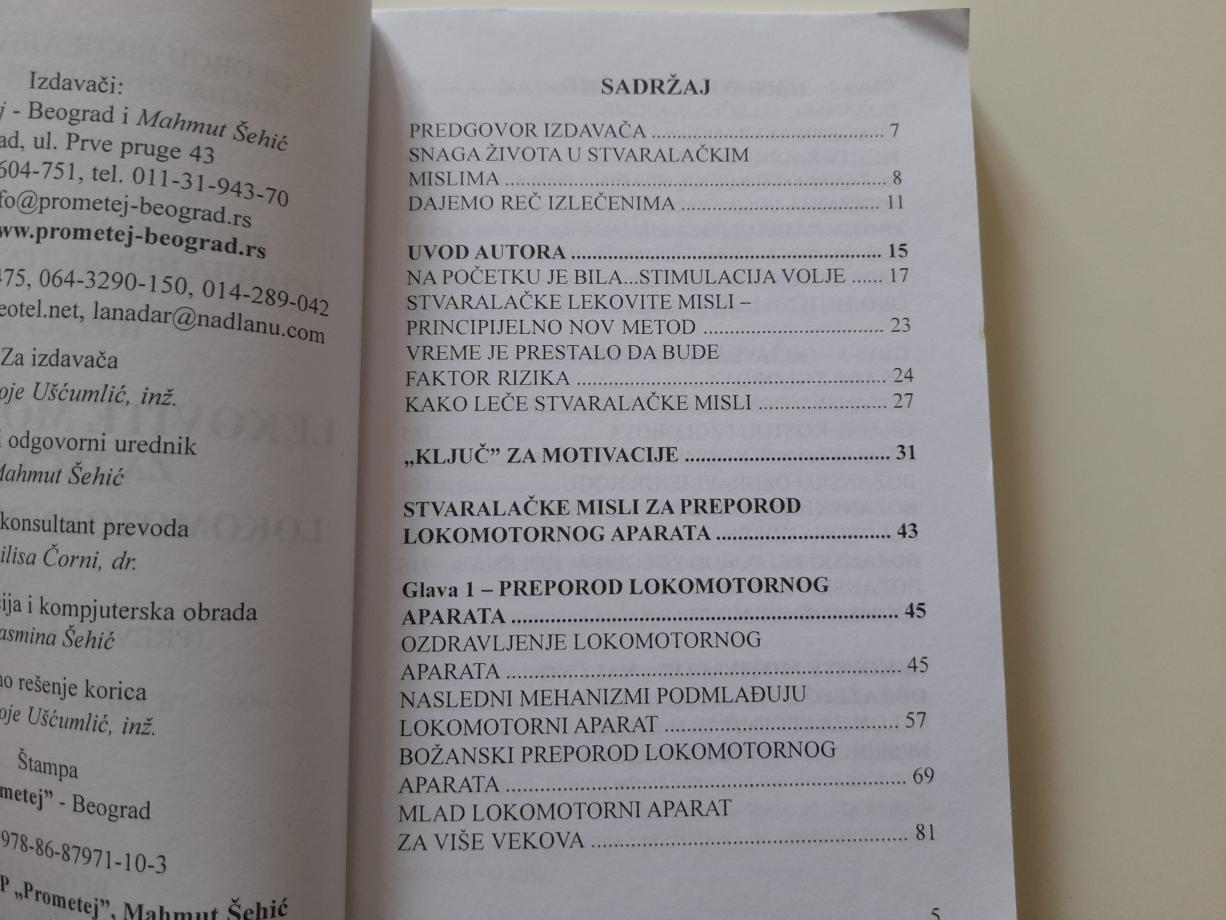 Izdavači:
- Beograd i Mahmut Šehić
ul. Prve pruge 43
604-751, tel. 011-31-943-70
fo@prometej-beograd.rs
www.prometej-beograd.rs
475, 064-3290-150, 014-289-042
eotel.net, lanadar@nadlanu.com
Za izdavača
oje Ušćumlić, inž.
i odgovorni urednik
Mahmut Šehić
konsultant prevoda
ilisa Čorni, dr.
ija i kompjuterska obrada
asmina Šehić
no rešenje korica
oje Ušćumlić, inž.
Štampa
metej” - Beograd
978-86-87971-10-3
P „Prometej”, Mahmut Šehić
SADRŽAJ
PREDGOVOR IZDAVAČA ..... 7
SNAGA ŽIVOTA U STVARALAČKIM
MISLIMA ..... 8
DAJEMO REČ IZLEČENIMA ..... 11
UVOD AUTORA ..... 15
NA POČETKU JE BILA...STIMULACIJA VOLJE ..... 17
STVARALAČKE LEKOVITE MISLI –
PRINCIPIJELNO NOV METOD ..... 23
VREME JE PRESTALO DA BUDE
FAKTOR RIZIKA ..... 24
KAKO LEČE STVARALAČKE MISLI ..... 27
„KLJUČ” ZA MOTIVACIJE ..... 31
STVARALAČKE MISLI ZA PREPOROD
LOKOMOTORNOG APARATA ..... 43
Glava 1 – PREPOROD LOKOMOTORNOG
APARATA ..... 45
OZDRAVLJENJE LOKOMOTORNOG
APARATA ..... 45
NASLEDNI MEHANIZMI PODMLAĐUJU
LOKOMOTORNI APARAT ..... 57
BOŽANSKI PREPOROD LOKOMOTORNOG
APARATA ..... 69
MLAD LOKOMOTORNI APARAT
ZA VIŠE VEKOVA ..... 81
5